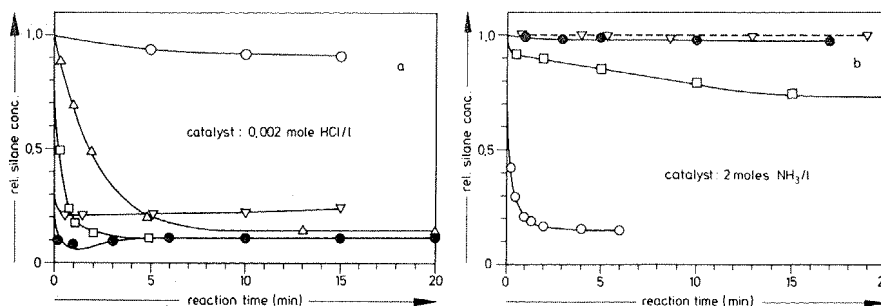 1,0
a
catalyst : 0.002 mole HCl/l
0,5
rel. silane conc.
0
0
5
10
15
20
reaction time (min)
1.0
b
0.5
rel. silane conc.
catalyst : 2 moles NH₃/l
0
0
5
10
15
reaction time (min)